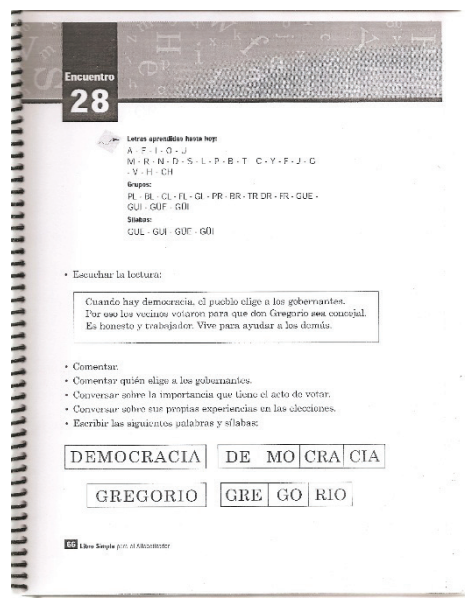 Encuentro
28
Letras aprendidas hasta hoy:
A - E - I - O - U
M - R - N - D - S - L - P - B - T C - Y - F - J - G
- V - H - CH
Grupos:
PL - BL - CL - FL - GL - PR - BR - TR DR - FR - GUE -
GUI - GÜE - GÜI
Sílabas:
GUE - GUI - GÜE - GÜI
• Escuchar la lectura:
Cuando hay democracia, el pueblo elige a los gobernantes.
Por eso los vecinos votaron para que don Gregorio sea concejal.
Es honesto y trabajador. Vive para ayudar a los demás.
• Comentar.
• Comentar quién elige a los gobernantes.
• Conversar sobre la importancia que tiene el acto de votar.
• Conversar sobre sus propias experiencias en las elecciones.
• Escribir las siguientes palabras y sílabas:
DEMOCRACIA DE MO CRA CIA
GREGORIO GRE GO RIO
66 Libro Simple para el Alfabetizador